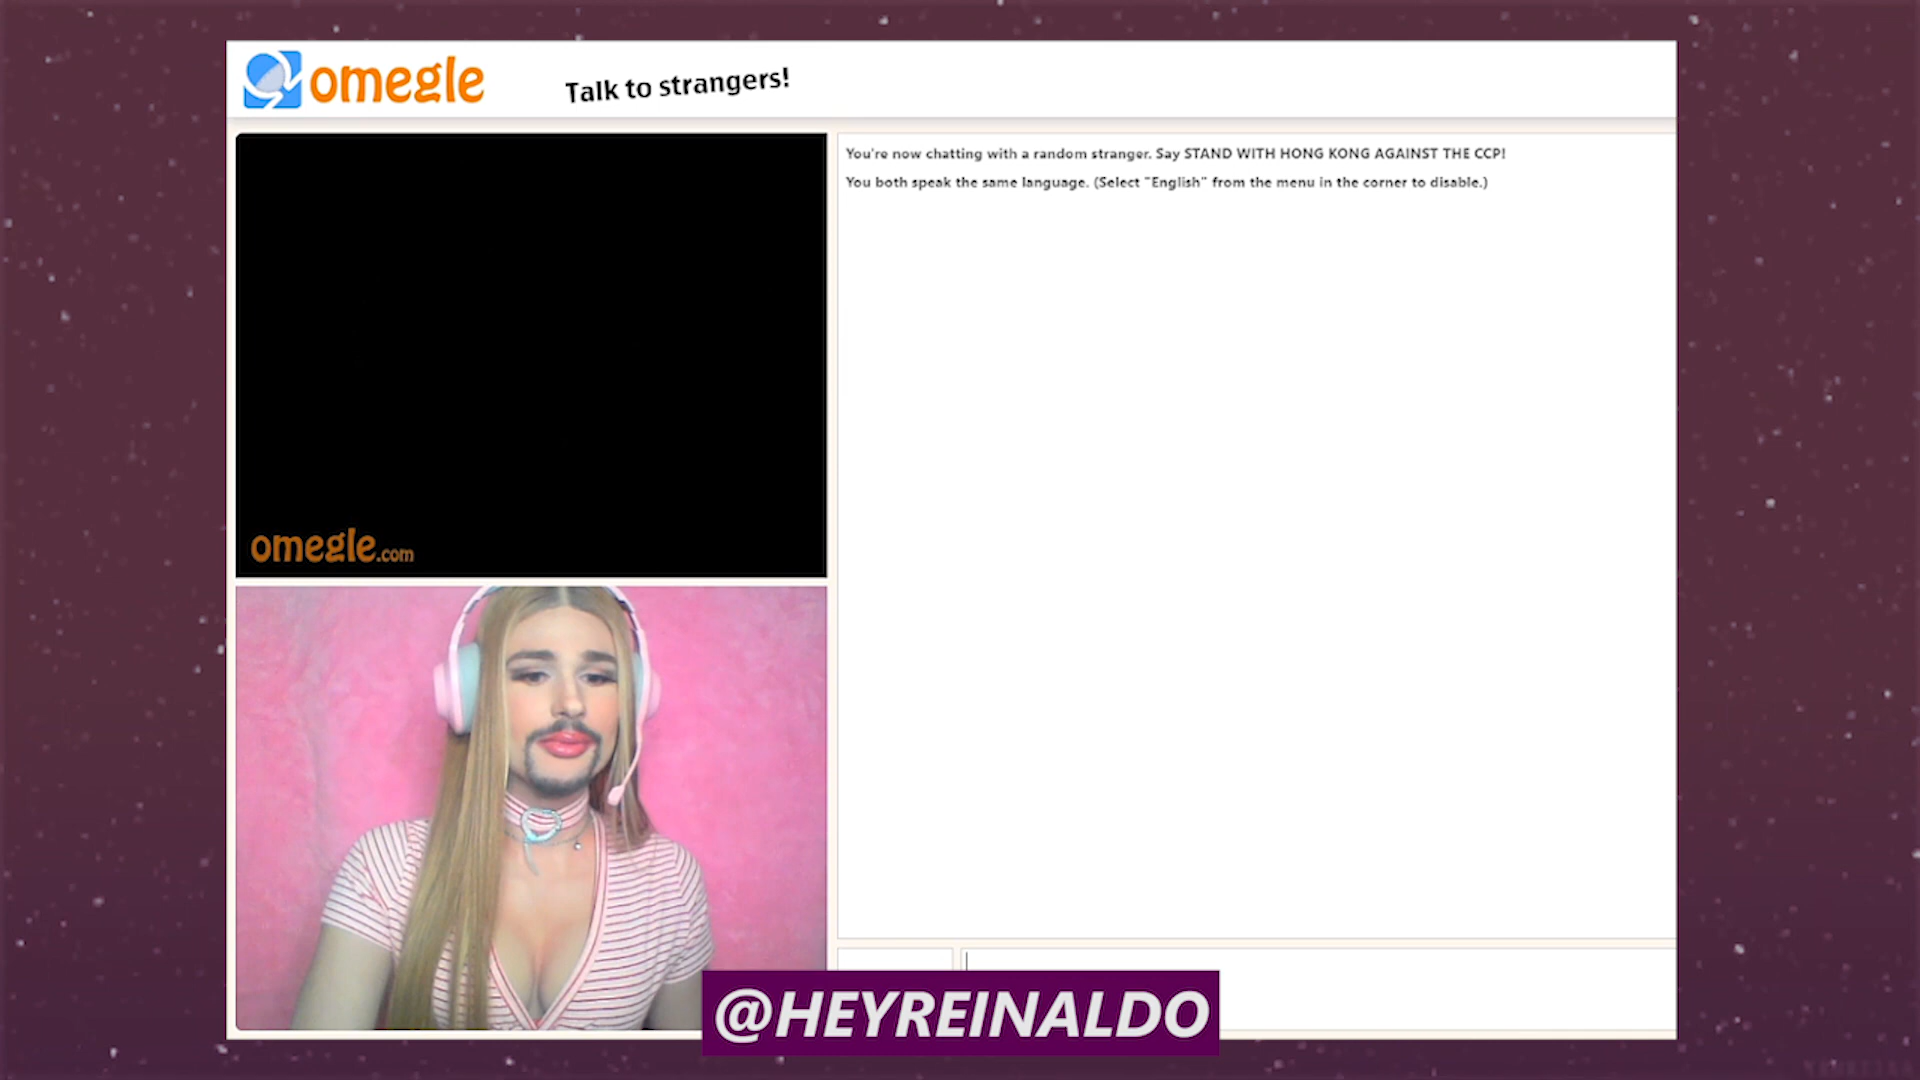 omegle
Talk to strangers!
You're now chatting with a random stranger. Say STAND WITH HONG KONG AGAINST THE CCP!
You both speak the same language. (Select "English" from the menu in the corner to disable.)
omegle.com
@HEYREINALDO